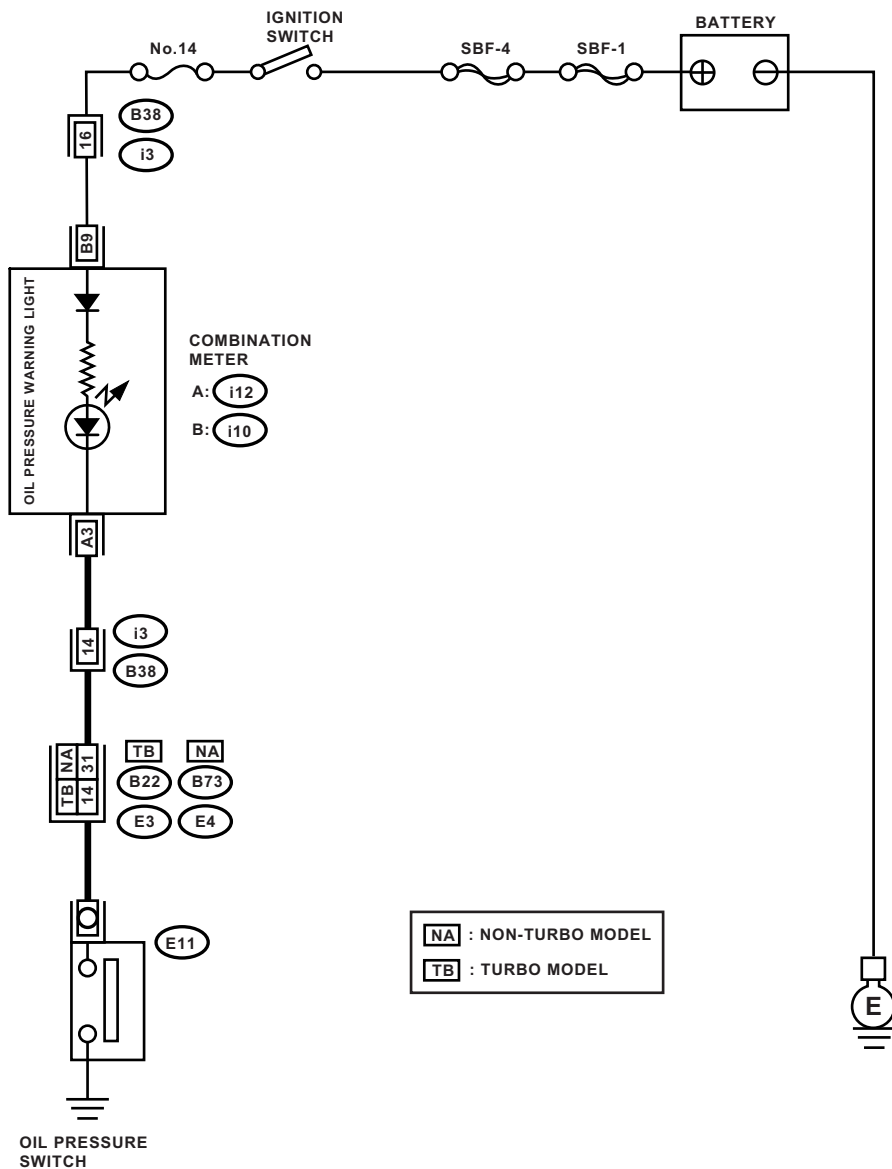 IGNITION
SWITCH
BATTERY
No.14
SBF-4
SBF-1
16
B38
i3
B9
OIL PRESSURE WARNING LIGHT
COMBINATION
METER
A: i12
B: i10
A3
14
i3
B38
TB NA
NA 31
TB 14
B22 B73
E3 E4
E11
NA : NON-TURBO MODEL
TB : TURBO MODEL
E
OIL PRESSURE
SWITCH